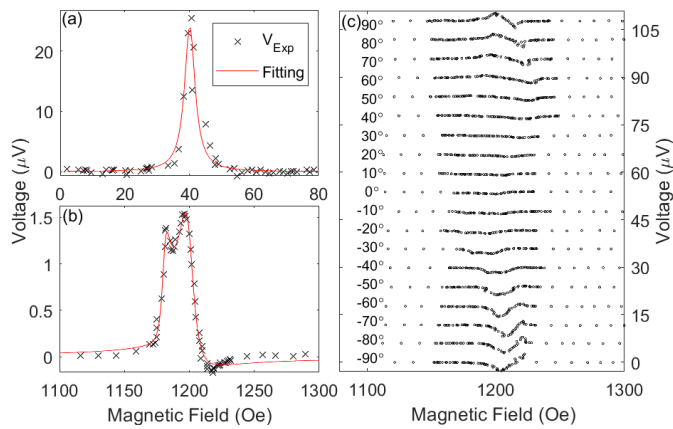 (a)
× V_Exp
Fitting
20
10
0
0 20 40 60 80
(b)
1.5
1
0.5
0
1100 1150 1200 1250 1300
Magnetic Field (Oe)
Voltage (μV)
(c)
90°
80°
70°
60°
50°
40°
30°
20°
10°
0°
-10°
-20°
-30°
-40°
-50°
-60°
-70°
-80°
-90°
105
90
75
60
45
30
15
0
Voltage (μV)
1100 1200 1300
Magnetic Field (Oe)